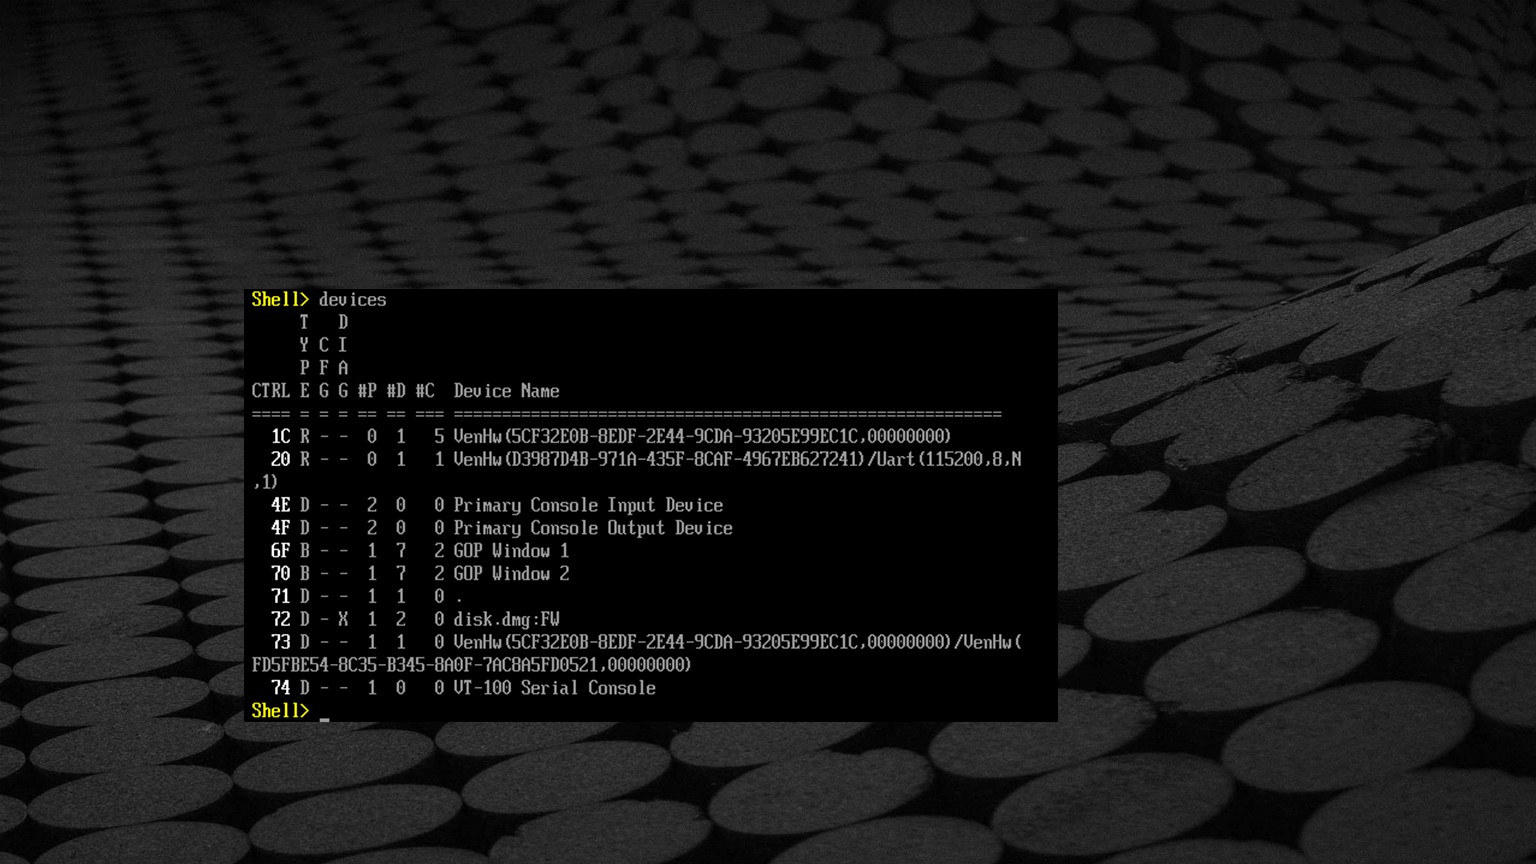 Shell> devices
     T   D
     Y C I
     P F A
CTRL E G G #P #D #C  Device Name
==== = = = == == === =========================================================
  1C R - -  0  1   5 VenHw(5CF32E0B-8EDF-2E44-9CDA-93205E99EC1C,00000000)
  20 R - -  0  1   1 VenHw(D3987D4B-971A-435F-8CAF-4967EB627241)/Uart(115200,8,N
,1)
  4E D - -  2  0   0 Primary Console Input Device
  4F D - -  2  0   0 Primary Console Output Device
  6F B - -  1  7   2 GOP Window 1
  70 B - -  1  7   2 GOP Window 2
  71 D - -  1  1   0 .
  72 D - X  1  2   0 disk.dmg:FW
  73 D - -  1  1   0 VenHw(5CF32E0B-8EDF-2E44-9CDA-93205E99EC1C,00000000)/VenHw(
FD5FBE54-8C35-B345-8A0F-7AC8A5FD0521,00000000)
  74 D - -  1  0   0 VT-100 Serial Console
Shell> _